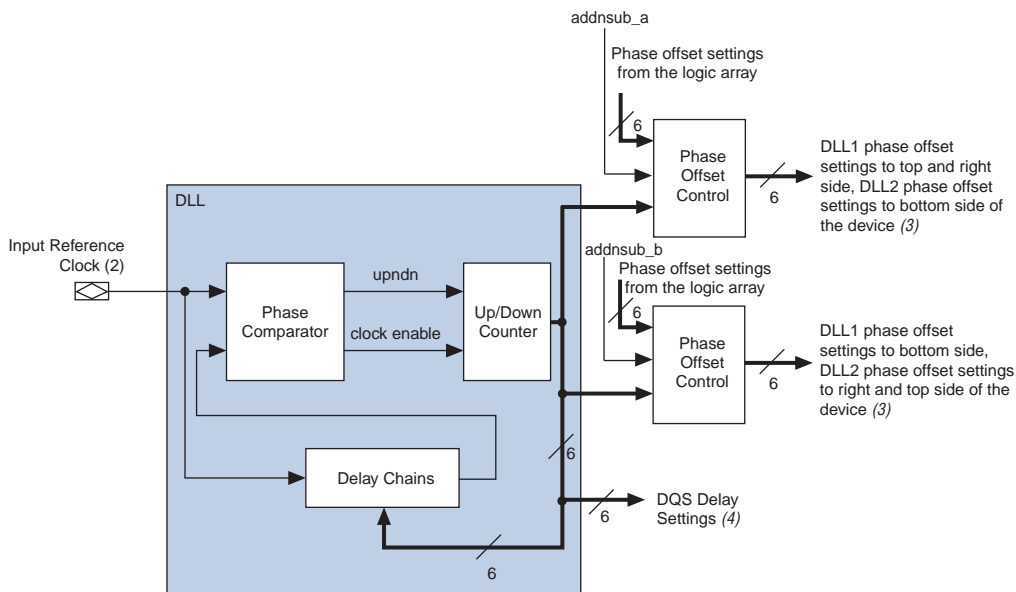 addnsub_a
Phase offset settings
from the logic array
6
Phase
Offset
Control
6
DLL1 phase offset
settings to top and right
side, DLL2 phase offset
settings to bottom side of
the device (3)
DLL
Input Reference
Clock (2)
addnsub_b
Phase offset settings
from the logic array
6
upndn
Phase
Comparator
clock enable
Up/Down
Counter
Phase
Offset
Control
6
DLL1 phase offset
settings to bottom side,
DLL2 phase offset settings
to right and top side of the
device (3)
6
Delay Chains
6
DQS Delay
Settings (4)
6